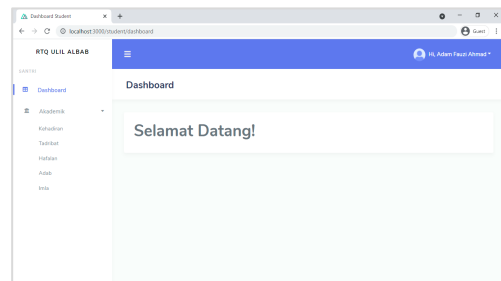 Dashboard Student
localhost:3000/student/dashboard
Guest
RTQ ULIL ALBAB
Hi, Adam Fauzi Ahmad
SANTRI
Dashboard
Dashboard
Akademik
Selamat Datang!
Kehadiran
Tadribat
Hafalan
Adab
Imla